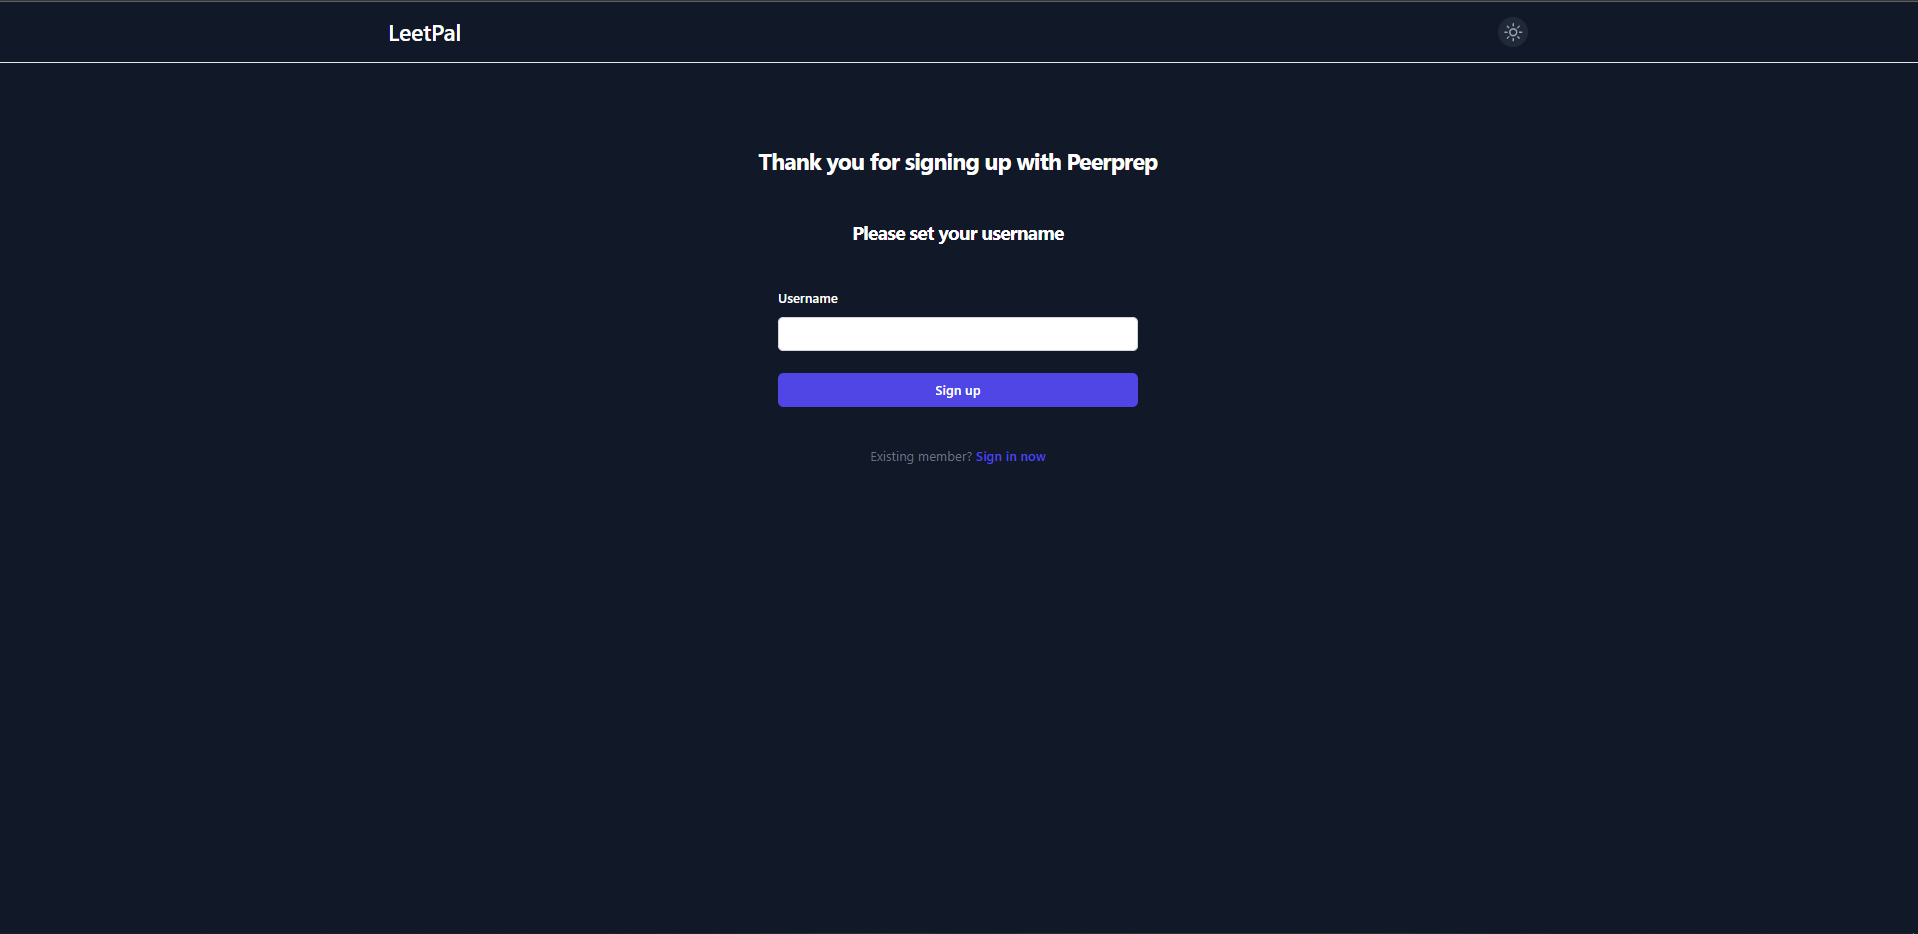 LeetPal
Thank you for signing up with Peerprep
Please set your username
Username
Sign up
Existing member? Sign in now